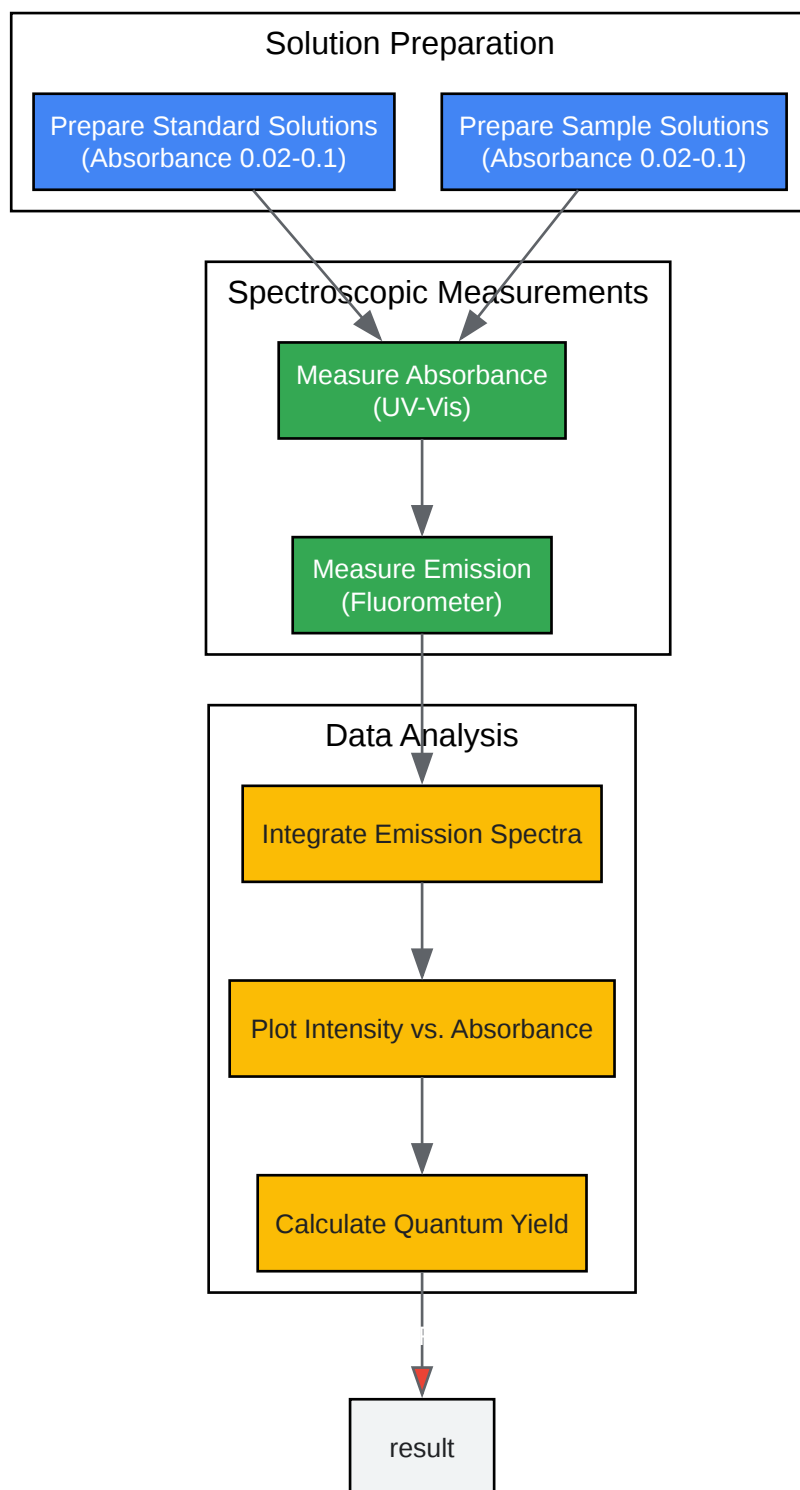 Solution Preparation
Prepare Standard Solutions
(Absorbance 0.02-0.1)
Prepare Sample Solutions
(Absorbance 0.02-0.1)
Spectroscopic Measurements
Measure Absorbance
(UV-Vis)
Measure Emission
(Fluorometer)
Data Analysis
Integrate Emission Spectra
Plot Intensity vs. Absorbance
Calculate Quantum Yield
result